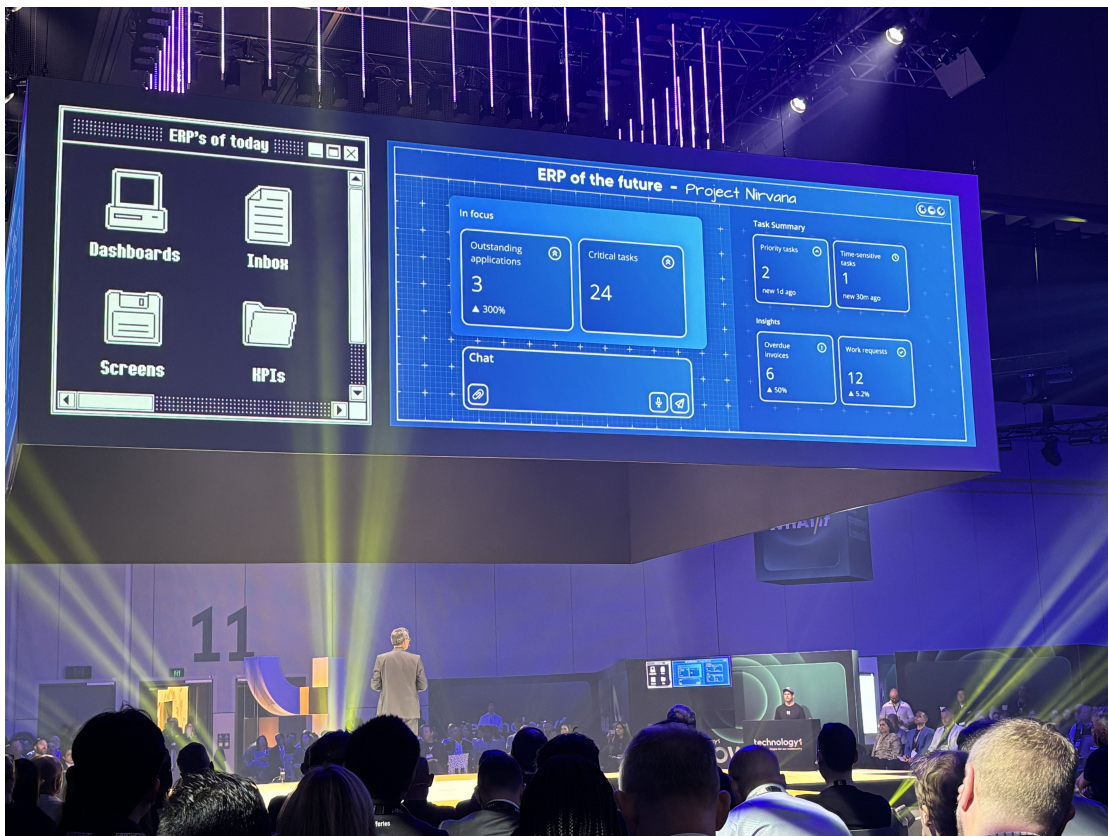 ERP's of today
Dashboards
Inbox
Screens
KPIs
ERP of the future - Project Nirvana
In focus
Outstanding
applications
3
▲ 300%
Critical tasks
24
Chat
Task Summary
Priority tasks
2
new 1d ago
Time-sensitive
tasks
1
new 30m ago
Insights
Overdue
invoices
6
▲ 50%
Work requests
12
▲ 5.2%
WHAT/f
11
technology1